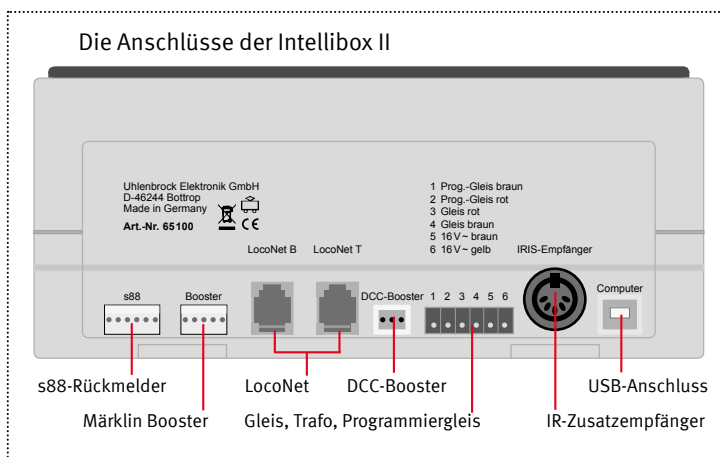 Die Anschlüsse der Intellibox II
Uhlenbrock Elektronik GmbH
D-46244 Bottrop
Made in Germany
Art.-Nr. 65100
CE
1 Prog.-Gleis braun
2 Prog.-Gleis rot
3 Gleis rot
4 Gleis braun
5 16V~ braun
6 16V~ gelb
LocoNet B
LocoNet T
IRIS-Empfänger
s88
Booster
DCC-Booster
1 2 3 4 5 6
Computer
s88-Rückmelder
LocoNet
DCC-Booster
USB-Anschluss
Märklin Booster
Gleis, Trafo, Programmiergleis
IR-Zusatzempfänger